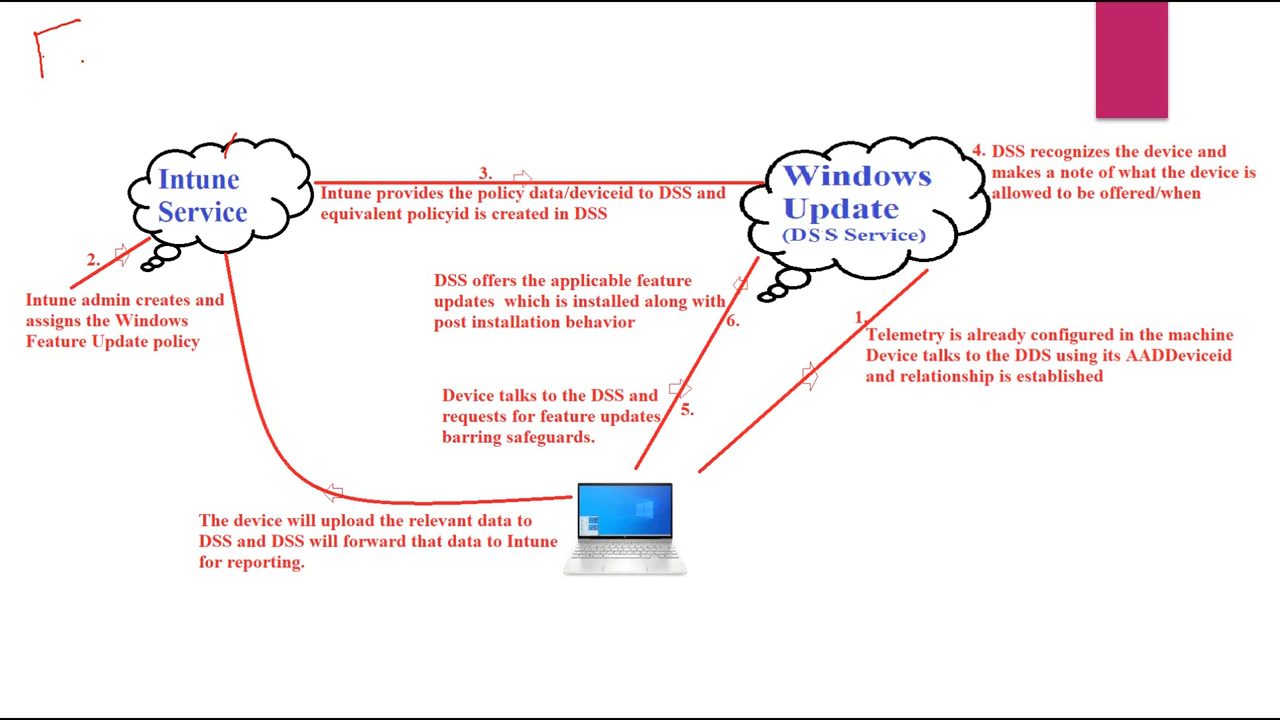 Intune
Service
Windows
Update
(DSS Service)
4. DSS recognizes the device and
makes a note of what the device is
allowed to be offered/when
3.
Intune provides the policy data/deviceid to DSS and
equivalent policyid is created in DSS
2.
Intune admin creates and
assigns the Windows
Feature Update policy
DSS offers the applicable feature
updates which is installed along with
post installation behavior
6.
1.
Telemetry is already configured in the machine
Device talks to the DDS using its AADDeviceid
and relationship is established
Device talks to the DSS and
requests for feature updates
barring safeguards.
5.
The device will upload the relevant data to
DSS and DSS will forward that data to Intune
for reporting.